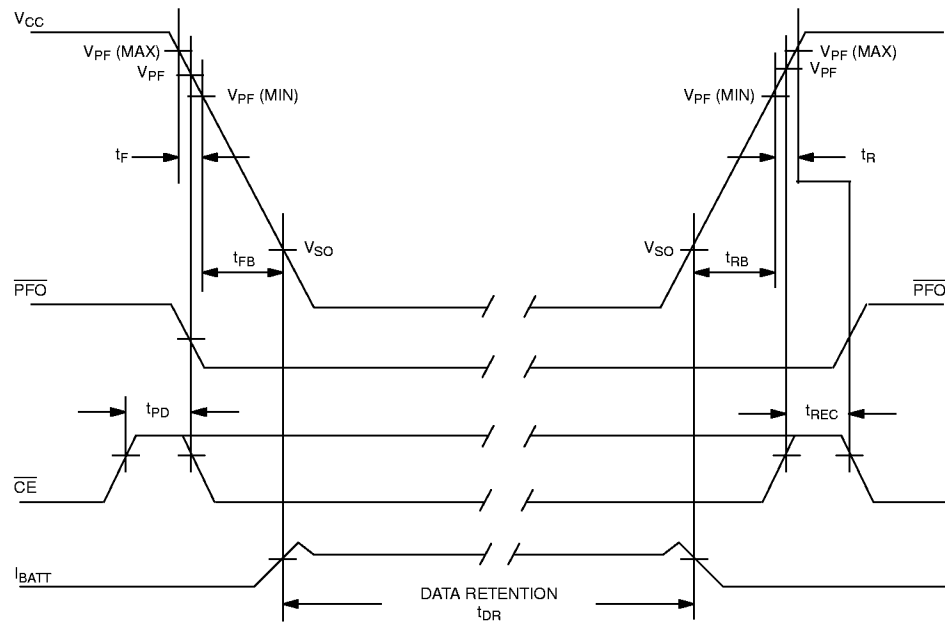 VCC
VPF (MAX)
VPF (MAX)
VPF
VPF
VPF (MIN)
VPF (MIN)
tF
tR
VSO
VSO
tFB
tRB
PFO
PFO
tPD
tREC
CE
IBATT
DATA RETENTION
tDR